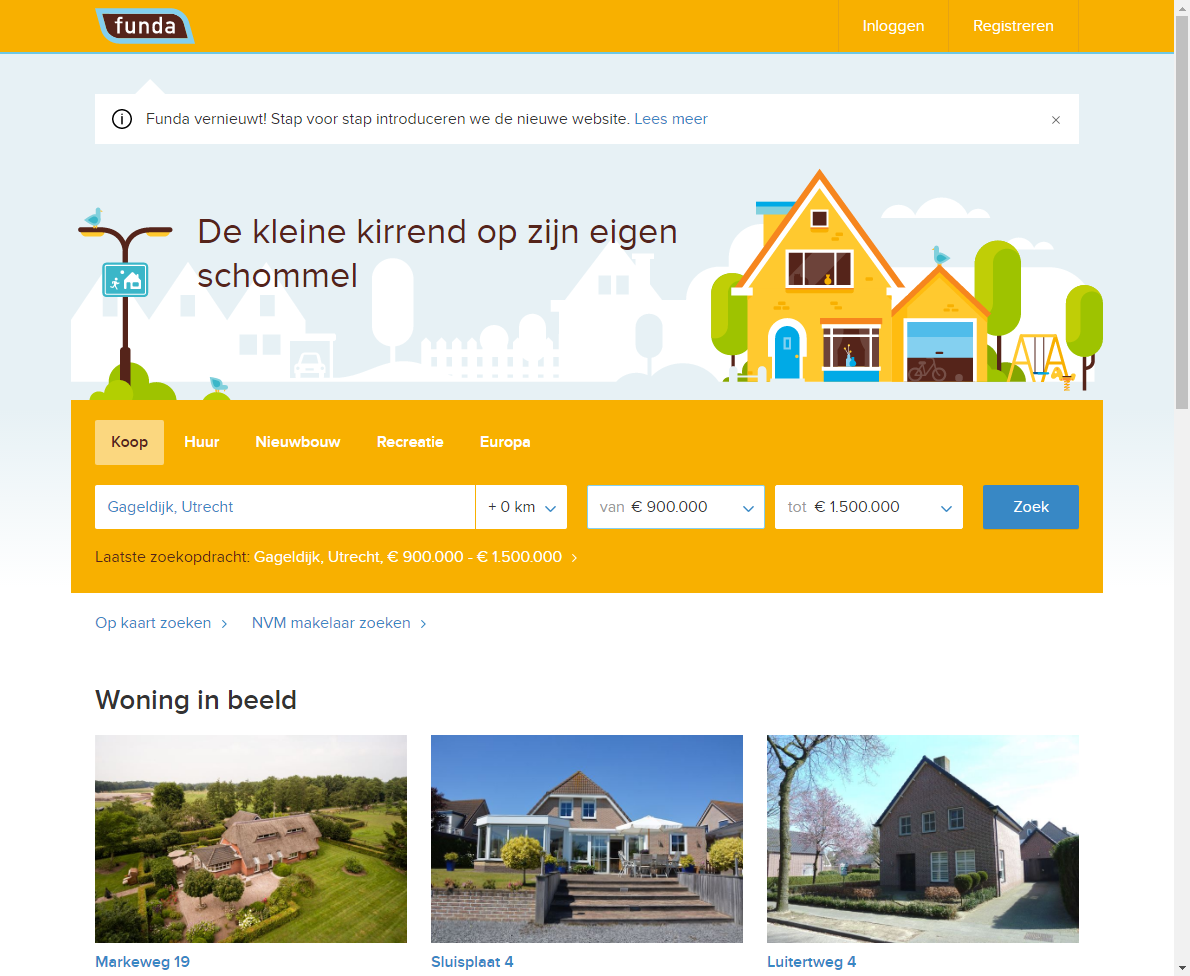 funda
Inloggen
Registreren
Funda vernieuwt! Stap voor stap introduceren we de nieuwe website. Lees meer
De kleine kirrend op zijn eigen
schommel
Koop
Huur
Nieuwbouw
Recreatie
Europa
Gageldijk, Utrecht
+ 0 km
van € 900.000
tot € 1.500.000
Zoek
Laatste zoekopdracht: Gageldijk, Utrecht, € 900.000 - € 1.500.000
Op kaart zoeken
NVM makelaar zoeken
Woning in beeld
Markeweg 19
Sluisplaat 4
Luitertweg 4